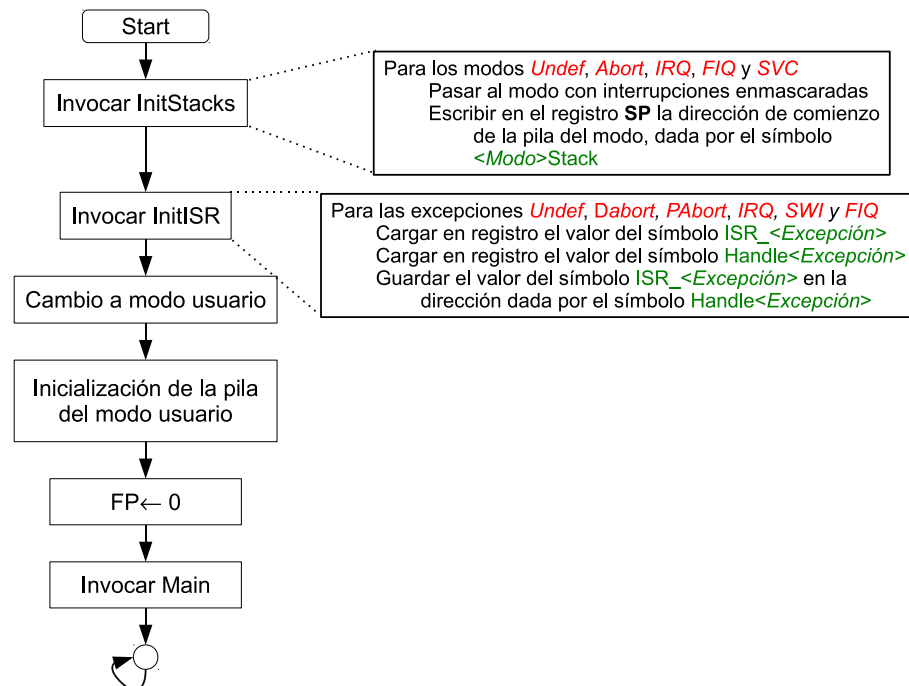 Start
Invocar InitStacks
Para los modos Undef, Abort, IRQ, FIQ y SVC
Pasar al modo con interrupciones enmascaradas
Escribir en el registro SP la dirección de comienzo
de la pila del modo, dada por el símbolo
<Modo>Stack
Invocar InitISR
Para las excepciones Undef, Dabort, PAbort, IRQ, SWI y FIQ
Cargar en registro el valor del símbolo ISR_<Excepción>
Cargar en registro el valor del símbolo Handle<Excepción>
Guardar el valor del símbolo ISR_<Excepción> en la
dirección dada por el símbolo Handle<Excepción>
Cambio a modo usuario
Inicialización de la pila
del modo usuario
FP← 0
Invocar Main